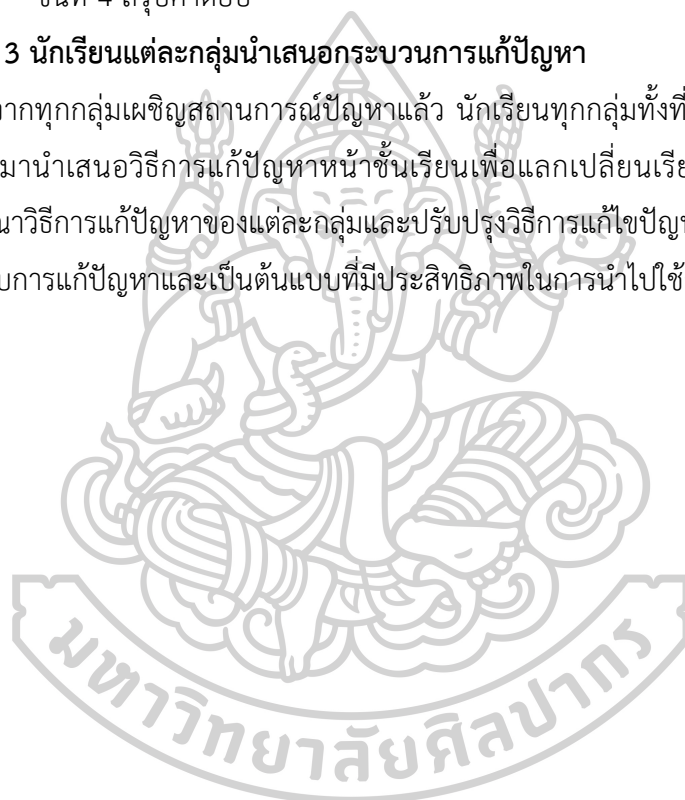 ขั้นที่ 4 สรุปคำตอบ
3 นักเรียนแต่ละกลุ่มนำเสนอกระบวนการแก้ปัญหา
ากทุกกลุ่มเผชิญสถานการณ์ปัญหาแล้ว นักเรียนทุกกลุ่มทั้งที่
มานำเสนอวิธีการแก้ปัญหาหน้าชั้นเรียนเพื่อแลกเปลี่ยนเรีย
ณาวิธีการแก้ปัญหาของแต่ละกลุ่มและปรับปรุงวิธีการแก้ไขปัญ
บการแก้ปัญหาและเป็นต้นแบบที่มีประสิทธิภาพในการนำไปใช้
มหาวิทยาลัยศิลปากร